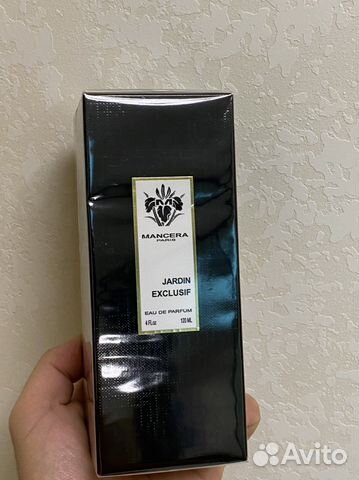 MANCERA
PARIS
JARDIN
EXCLUSIF
EAU DE PARFUM
4 Fl.oz 120 ML
Avito